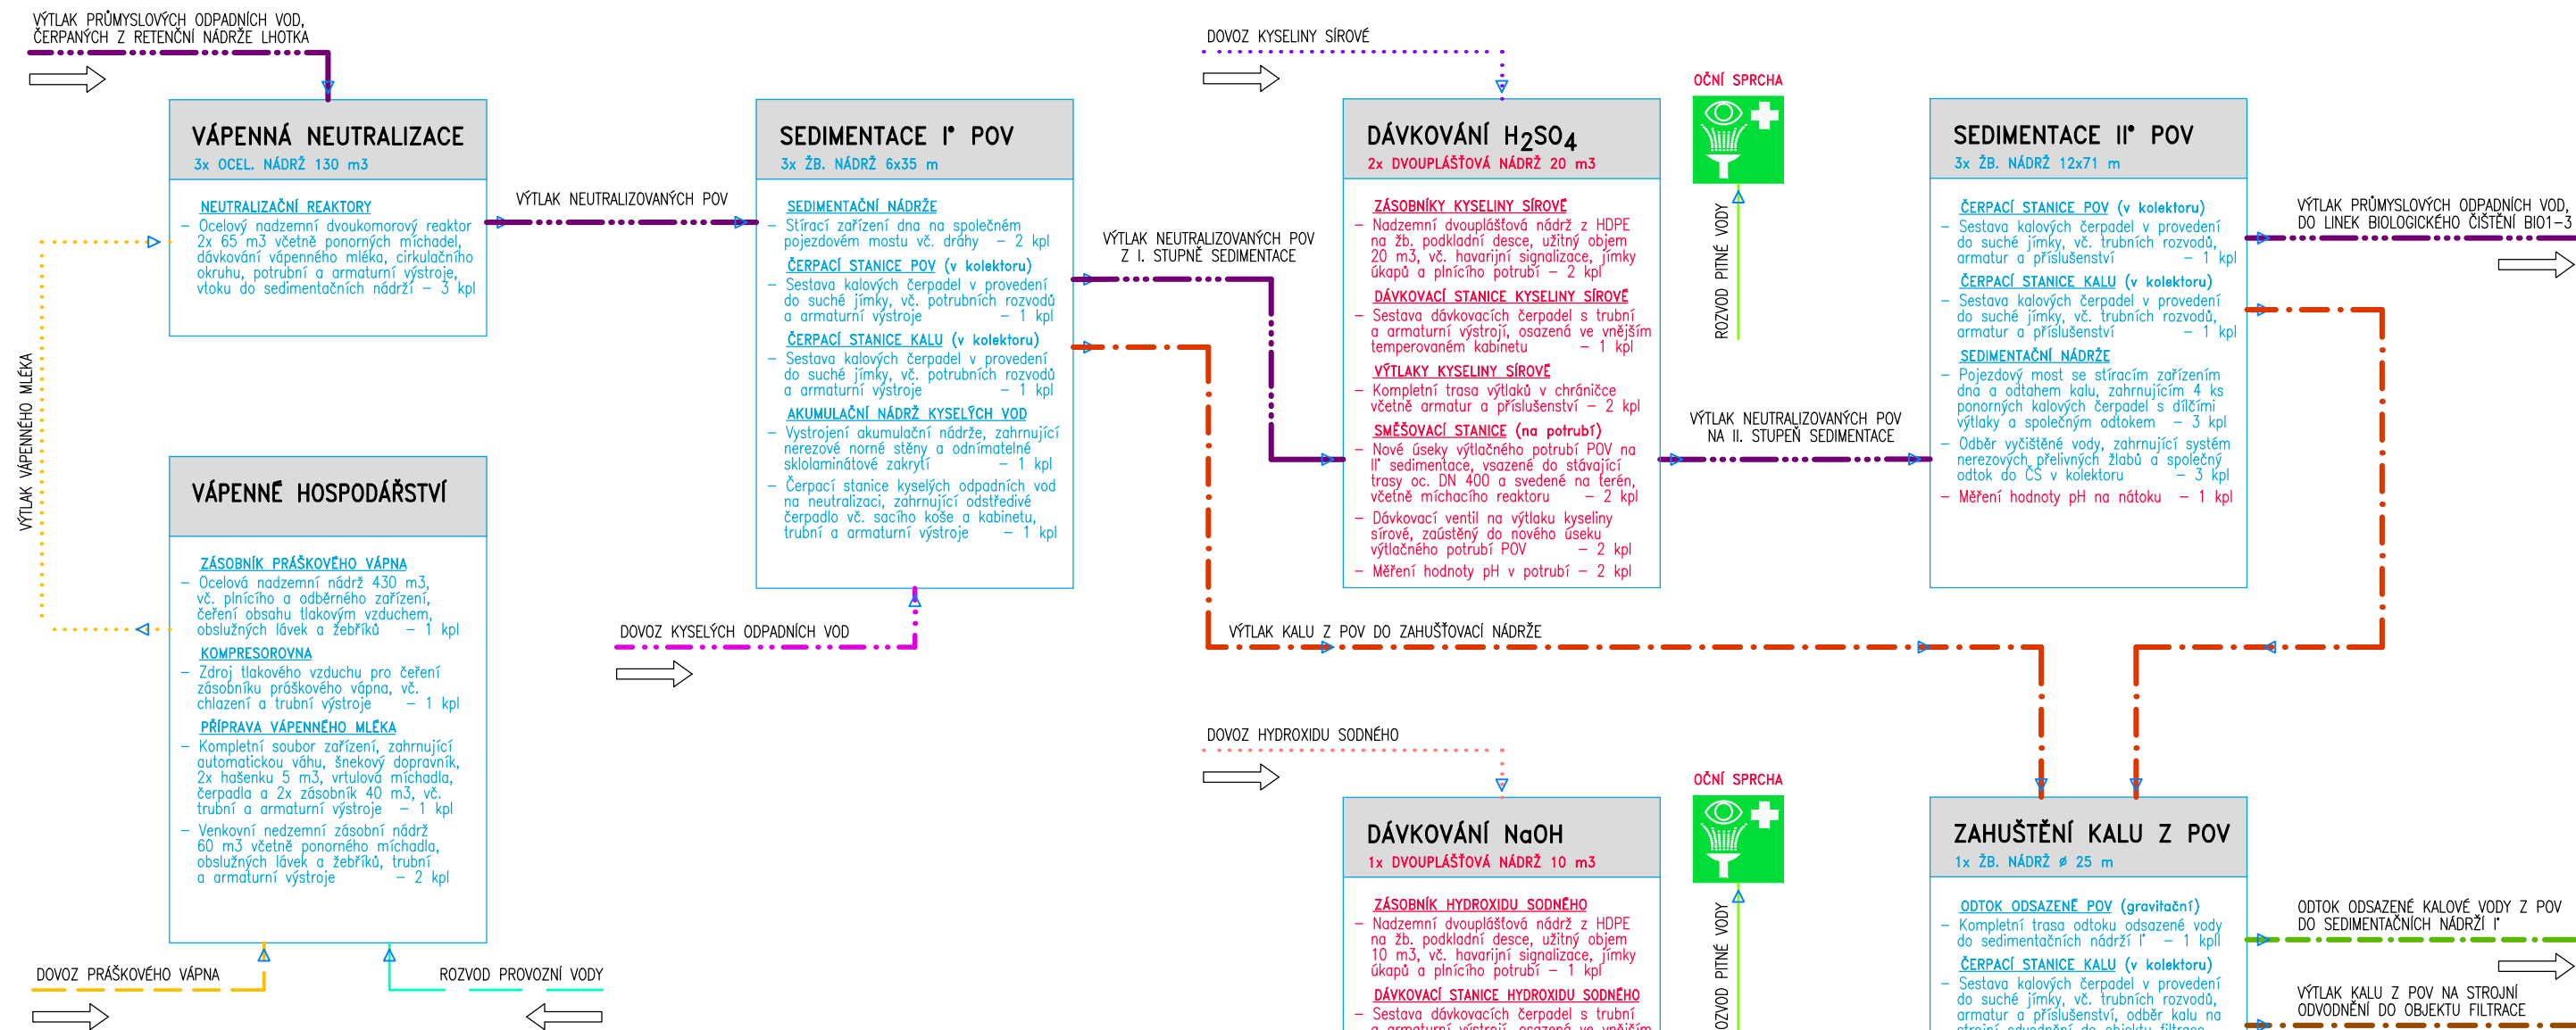 VÝTLAK PRŮMYSLOVÝCH ODPADNÍCH VOD,
ČERPANÝCH Z RETENČNÍ NÁDRŽE LHOTKA
VÁPENNÁ NEUTRALIZACE
3x OCEL. NÁDRŽ 130 m3
NEUTRALIZAČNÍ REAKTORY
– Ocelový nadzemní dvoukomorový reaktor
2x 65 m3 včetně ponorných míchadel,
dávkování vápenného mléka, cirkulačního
okruhu, potrubní a armaturní výstroje,
vtoku do sedimentačních nádrží – 3 kpl
VÝTLAK VÁPENNÉHO MLÉKA
VÁPENNÉ HOSPODÁŘSTVÍ
ZÁSOBNÍK PRÁŠKOVÉHO VÁPNA
– Ocelová nadzemní nádrž 430 m3,
vč. plnícího a odběrného zařízení,
čeření obsahu tlakovým vzduchem,
obslužných lávek a žebříků – 1 kpl
KOMPRESOROVNA
– Zdroj tlakového vzduchu pro čeření
zásobníku práškového vápna, vč.
chlazení a trubní výstroje – 1 kpl
PŘÍPRAVA VÁPENNÉHO MLÉKA
– Kompletní soubor zařízení, zahrnující
automatickou váhu, šnekový dopravník,
2x hašenku 5 m3, vrtulová míchadla,
čerpadla a 2x zásobník 40 m3, vč.
trubní a armaturní výstroje – 1 kpl
– Venkovní nedzemní zásobní nádrž
60 m3 včetně ponorného míchadla,
obslužných lávek a žebříků, trubní
a armaturní výstroje – 2 kpl
DOVOZ PRÁŠKOVÉHO VÁPNA
ROZVOD PROVOZNÍ VODY
VÝTLAK NEUTRALIZOVANÝCH POV
SEDIMENTACE I° POV
3x ŽB. NÁDRŽ 6x35 m
SEDIMENTAČNÍ NÁDRŽE
– Stírací zařízení dna na společném
pojezdovém mostu vč. dráhy – 2 kpl
ČERPACÍ STANICE POV (v kolektoru)
– Sestava kalových čerpadel v provedení
do suché jímky, vč. potrubních rozvodů
a armaturní výstroje – 1 kpl
ČERPACÍ STANICE KALU (v kolektoru)
– Sestava kalových čerpadel v provedení
do suché jímky, vč. potrubních rozvodů
a armaturní výstroje – 1 kpl
AKUMULAČNÍ NÁDRŽ KYSELÝCH VOD
– Vystrojení akumulační nádrže, zahrnující
nerezové norné stěny a odnímatelné
sklolaminátové zakrytí – 1 kpl
– Čerpací stanice kyselých odpadních vod
na neutralizaci, zahrnující odstředivé
čerpadlo vč. sacího koše a kabinetu,
trubní a armaturní výstroje – 1 kpl
DOVOZ KYSELÝCH ODPADNÍCH VOD
VÝTLAK NEUTRALIZOVANÝCH POV
Z I. STUPNĚ SEDIMENTACE
VÝTLAK KALU Z POV DO ZAHUŠŤOVACÍ NÁDRŽE
DOVOZ KYSELINY SÍROVÉ
DÁVKOVÁNÍ H2SO4
2x DVOUPLÁŠŤOVÁ NÁDRŽ 20 m3
ZÁSOBNÍKY KYSELINY SÍROVÉ
– Nadzemní dvouplášťová nádrž z HDPE
na žb. podkladní desce, užitný objem
20 m3, vč. havarijní signalizace, jímky
úkapů a plnícího potrubí – 2 kpl
DÁVKOVACÍ STANICE KYSELINY SÍROVÉ
– Sestava dávkovacích čerpadel s trubní
a armaturní výstrojí, osazená ve vnějším
temperovaném kabinetu – 1 kpl
VÝTLAKY KYSELINY SÍROVÉ
– Kompletní trasa výtlaků v chráničce
včetně armatur a příslušenství – 2 kpl
SMĚŠOVACÍ STANICE (na potrubí)
– Nové úseky výtlačného potrubí POV na
II° sedimentace, vsazené do stávající
trasy oc. DN 400 a svedené na terén,
včetně míchacího reaktoru – 2 kpl
– Dávkovací ventil na výtlaku kyseliny
sírové, zaústěný do nového úseku
výtlačného potrubí POV – 2 kpl
– Měření hodnoty pH v potrubí – 2 kpl
OČNÍ SPRCHA
ROZVOD PITNÉ VODY
VÝTLAK NEUTRALIZOVANÝCH POV
NA II. STUPEŇ SEDIMENTACE
SEDIMENTACE II° POV
3x ŽB. NÁDRŽ 12x71 m
ČERPACÍ STANICE POV (v kolektoru)
– Sestava kalových čerpadel v provedení
do suché jímky, vč. trubních rozvodů,
armatur a příslušenství – 1 kpl
ČERPACÍ STANICE KALU (v kolektoru)
– Sestava kalových čerpadel v provedení
do suché jímky, vč. trubních rozvodů,
armatur a příslušenství – 1 kpl
SEDIMENTAČNÍ NÁDRŽE
– Pojezdový most se stíracím zařízením
dna a odtahem kalu, zahrnujícím 4 ks
ponorných kalových čerpadel s dílčími
výtlaky a společným odtokem – 3 kpl
– Odběr vyčištěné vody, zahrnující systém
nerezových přelivných žlabů a společný
odtok do ČS v kolektoru – 3 kpl
– Měření hodnoty pH na nátoku – 1 kpl
VÝTLAK PRŮMYSLOVÝCH ODPADNÍCH VOD,
DO LINEK BIOLOGICKÉHO ČIŠTĚNÍ BIO1–3
DOVOZ HYDROXIDU SODNÉHO
DÁVKOVÁNÍ NaOH
1x DVOUPLÁŠŤOVÁ NÁDRŽ 10 m3
ZÁSOBNÍK HYDROXIDU SODNÉHO
– Nadzemní dvouplášťová nádrž z HDPE
na žb. podkladní desce, užitný objem
10 m3, vč. havarijní signalizace, jímky
úkapů a plnícího potrubí – 1 kpl
DÁVKOVACÍ STANICE HYDROXIDU SODNÉHO
– Sestava dávkovacích čerpadel s trubní
a armaturní výstrojí, osazená ve vnějším
OČNÍ SPRCHA
ROZVOD PITNÉ VODY
ZAHUŠTĚNÍ KALU Z POV
1x ŽB. NÁDRŽ ø 25 m
ODTOK ODSAZENÉ POV (gravitační)
– Kompletní trasa odtoku odsazené vody
do sedimentačních nádrží I° – 1 kpll
ČERPACÍ STANICE KALU (v kolektoru)
– Sestava kalových čerpadel v provedení
do suché jímky, vč. trubních rozvodů,
armatur a příslušenství, odběr kalu na
strojní odvodnění do objektu filtrace
ODTOK ODSAZENÉ KALOVÉ VODY Z POV
DO SEDIMENTAČNÍCH NÁDRŽÍ I°
VÝTLAK KALU Z POV NA STROJNÍ
ODVODNĚNÍ DO OBJEKTU FILTRACE